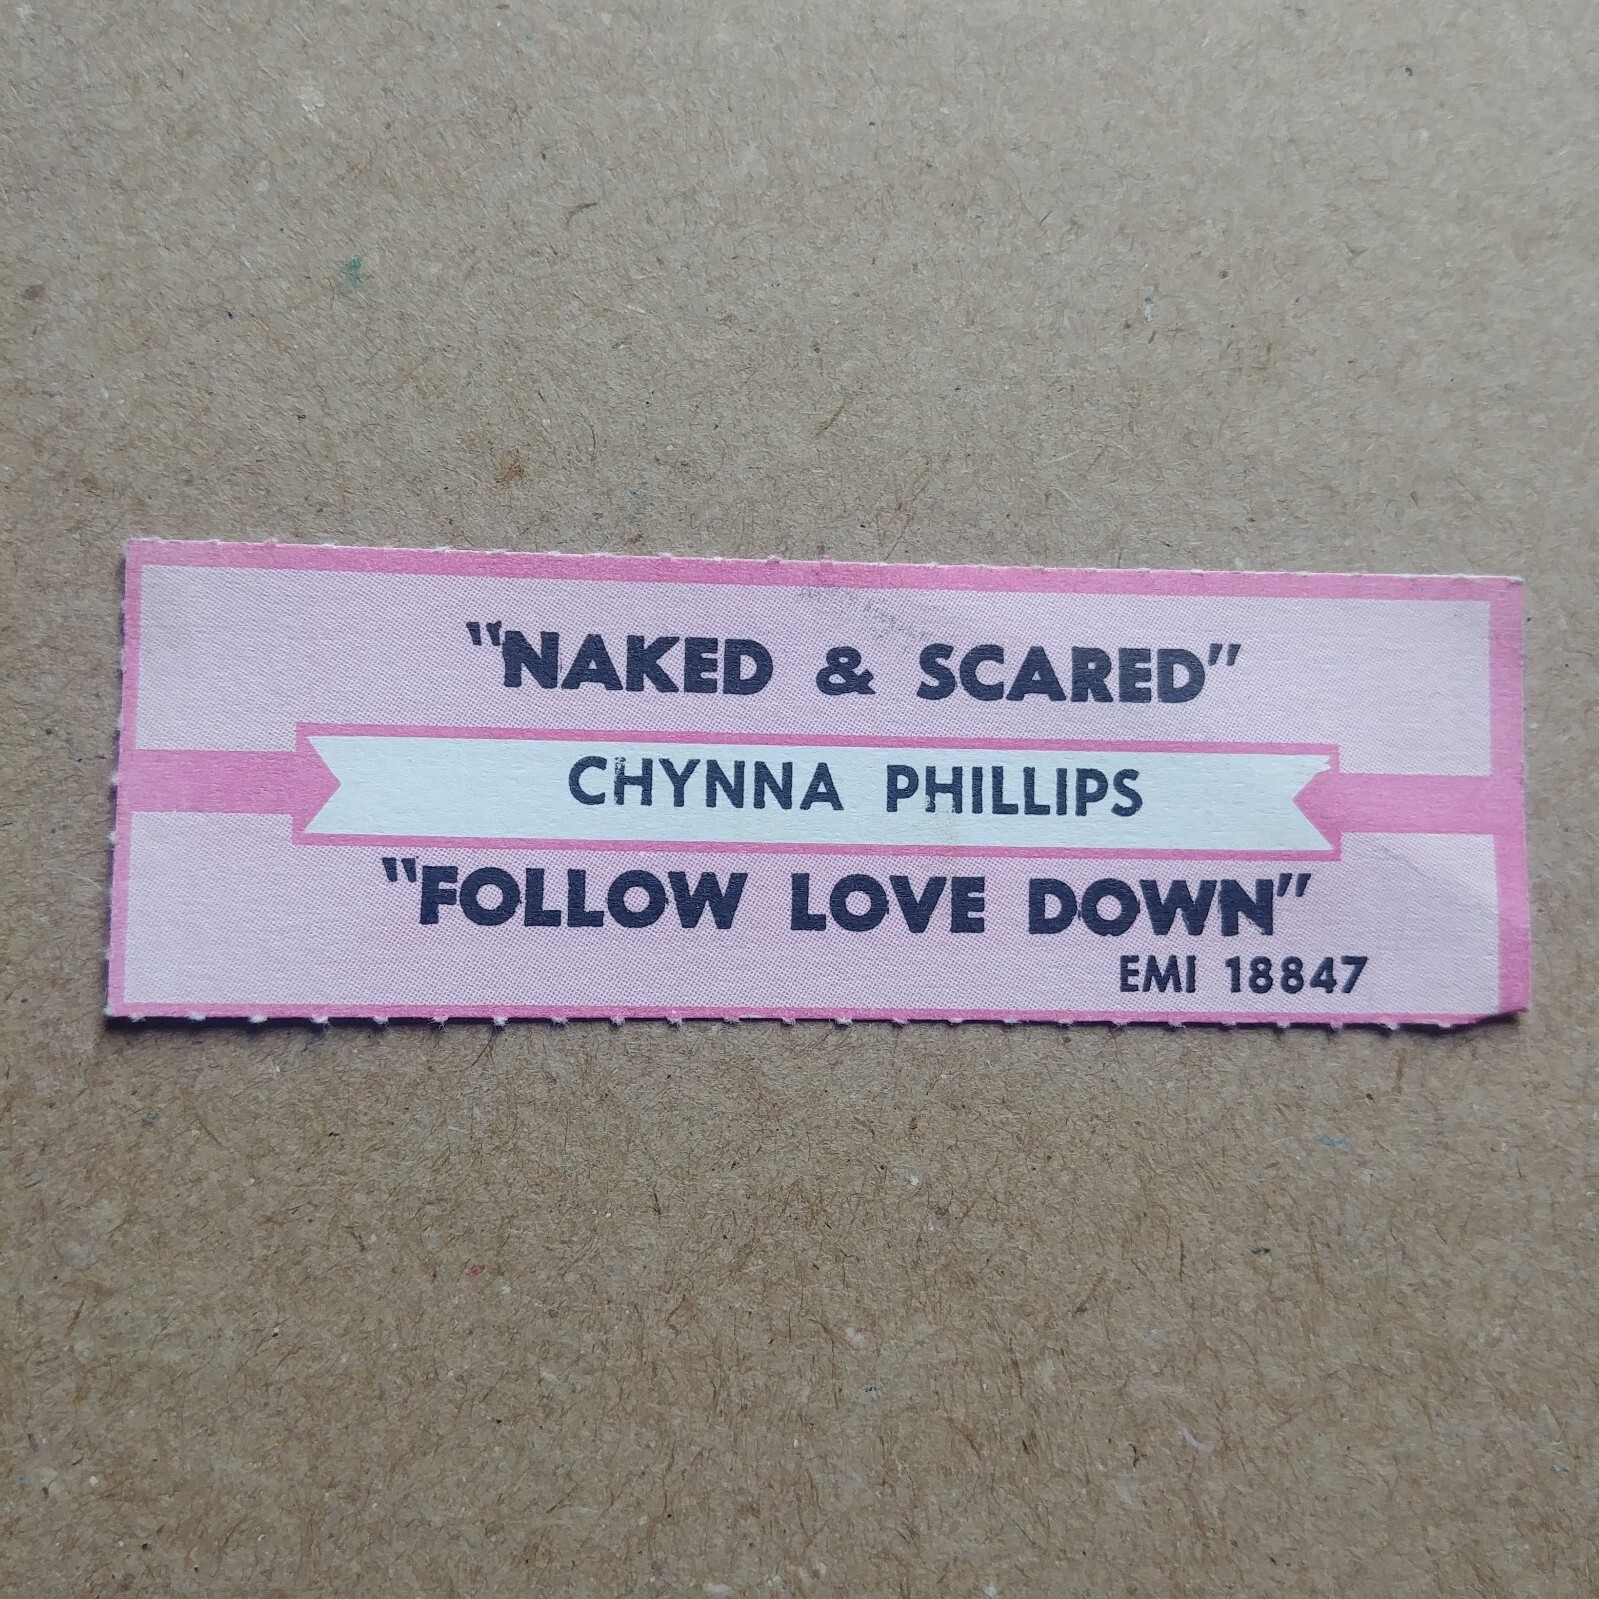 "NAKED & SCARED"
CHYNNA PHILLIPS
"FOLLOW LOVE DOWN"
EMI 18847